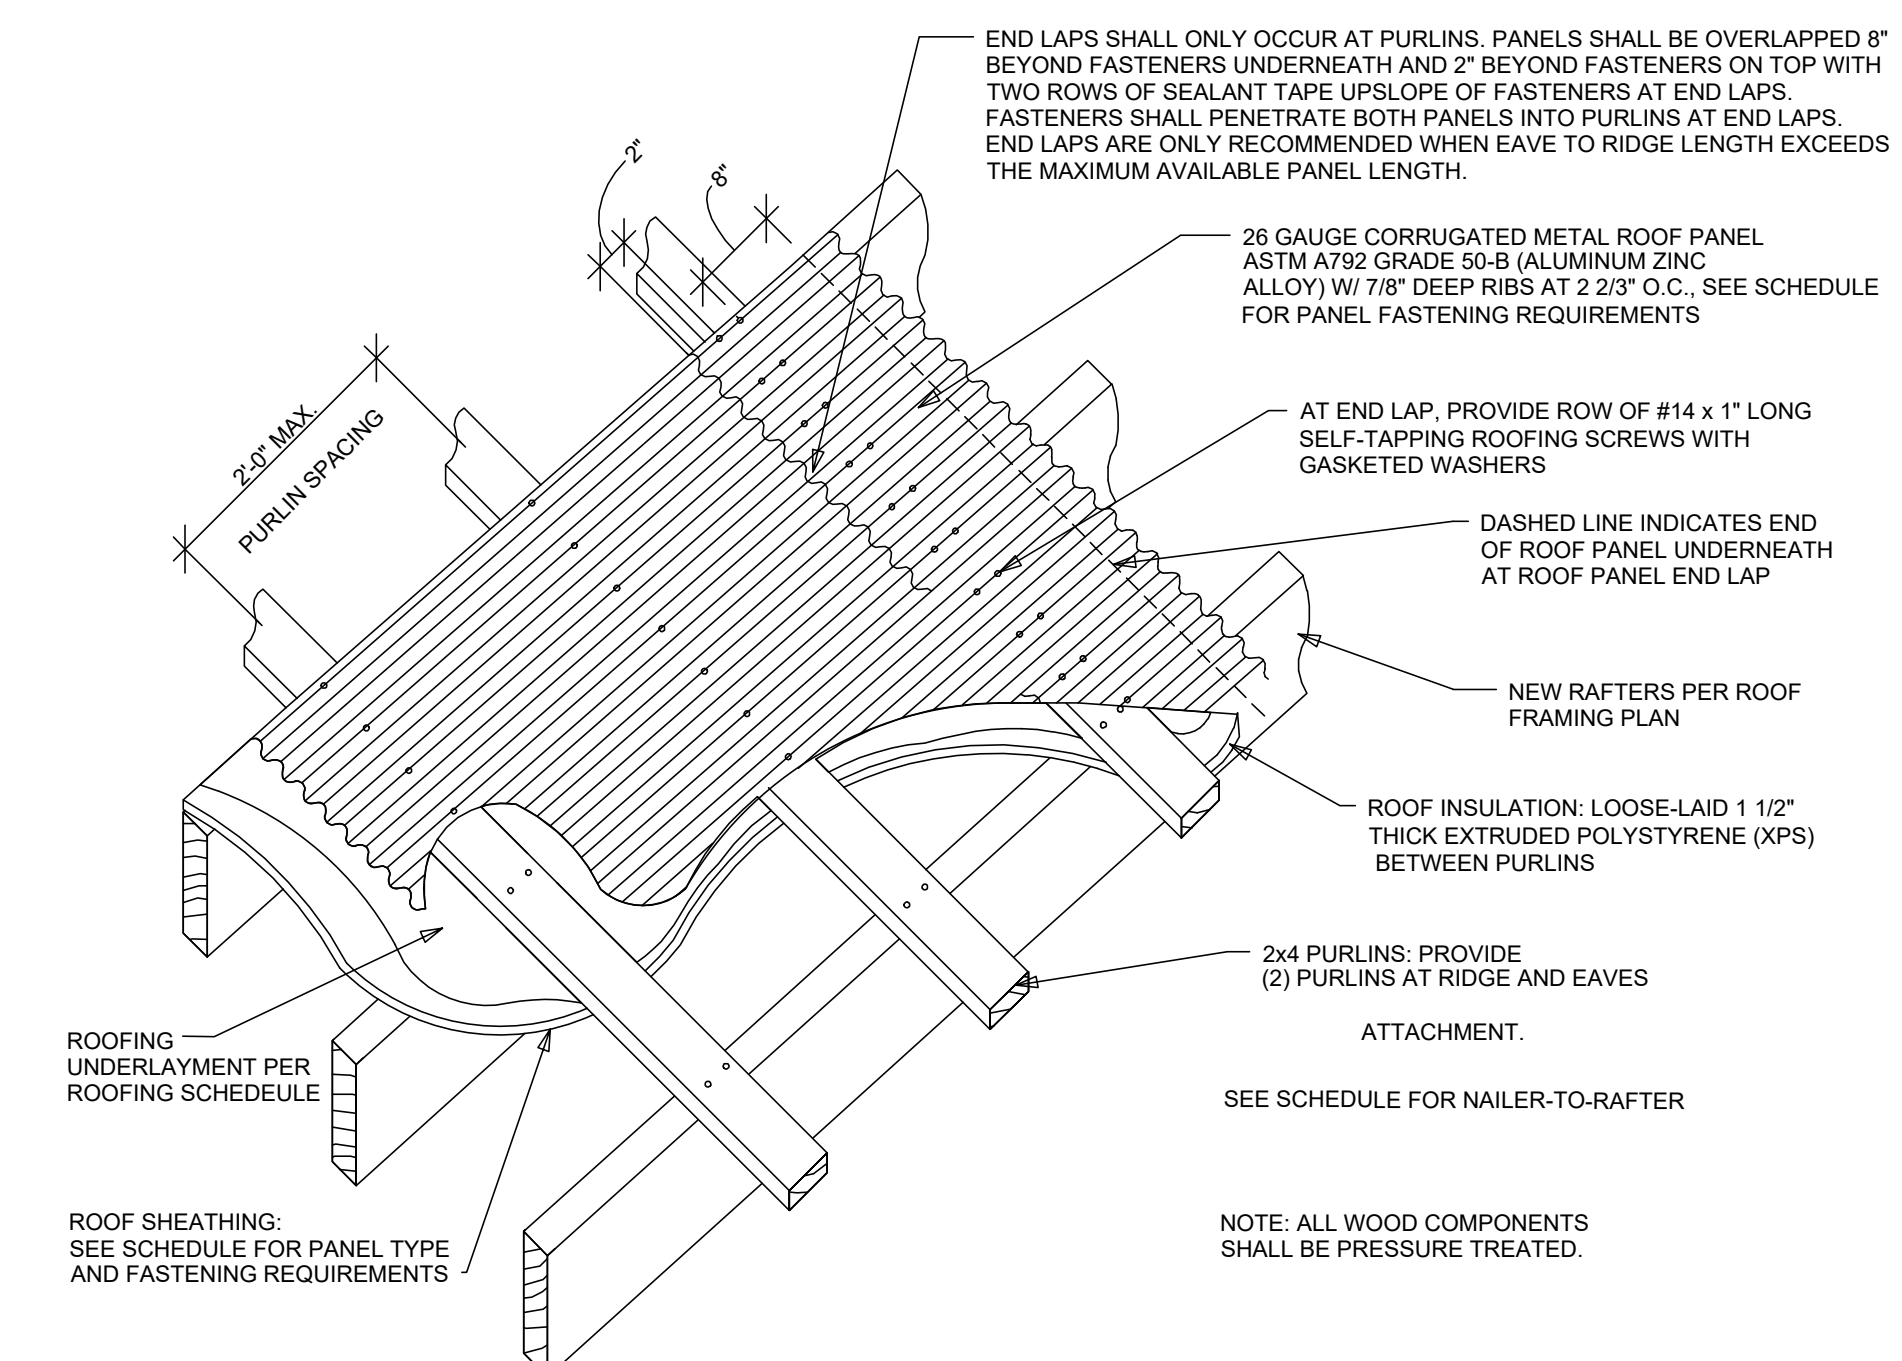 END LAPS SHALL ONLY OCCUR AT PURLINS. PANELS SHALL BE OVERLAPPED 8"
BEYOND FASTENERS UNDERNEATH AND 2" BEYOND FASTENERS ON TOP WITH
TWO ROWS OF SEALANT TAPE UPSLOPE OF FASTENERS AT END LAPS.
FASTENERS SHALL PENETRATE BOTH PANELS INTO PURLINS AT END LAPS.
END LAPS ARE ONLY RECOMMENDED WHEN EAVE TO RIDGE LENGTH EXCEEDS
THE MAXIMUM AVAILABLE PANEL LENGTH.
2"
8"
26 GAUGE CORRUGATED METAL ROOF PANEL
ASTM A792 GRADE 50-B (ALUMINUM ZINC
ALLOY) W/ 7/8" DEEP RIBS AT 2 2/3" O.C., SEE SCHEDULE
FOR PANEL FASTENING REQUIREMENTS
2'-0" MAX.
PURLIN SPACING
AT END LAP, PROVIDE ROW OF #14 x 1" LONG
SELF-TAPPING ROOFING SCREWS WITH
GASKETED WASHERS
DASHED LINE INDICATES END
OF ROOF PANEL UNDERNEATH
AT ROOF PANEL END LAP
NEW RAFTERS PER ROOF
FRAMING PLAN
ROOF INSULATION: LOOSE-LAID 1 1/2"
THICK EXTRUDED POLYSTYRENE (XPS)
BETWEEN PURLINS
2x4 PURLINS: PROVIDE
(2) PURLINS AT RIDGE AND EAVES
ATTACHMENT.
SEE SCHEDULE FOR NAILER-TO-RAFTER
ROOFING
UNDERLAYMENT PER
ROOFING SCHEDEULE
ROOF SHEATHING:
SEE SCHEDULE FOR PANEL TYPE
AND FASTENING REQUIREMENTS
NOTE: ALL WOOD COMPONENTS
SHALL BE PRESSURE TREATED.